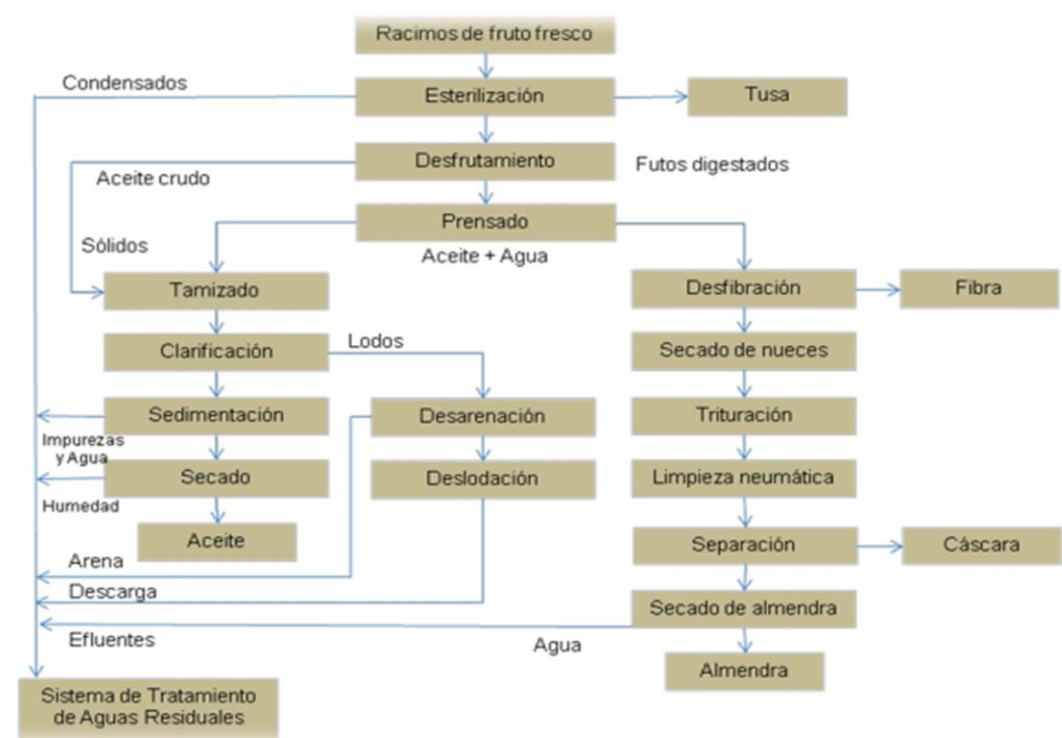 Racimos de fruto fresco
Condensados
Esterilización
Tusa
Desfrutamiento
Futos digestados
Aceite crudo
Prensado
Sólidos
Aceite + Agua
Tamizado
Desfibración
Fibra
Clarificación
Lodos
Secado de nueces
Sedimentación
Desarenación
Trituración
Impurezas
y Agua
Secado
Deslodación
Limpieza neumática
Humedad
Aceite
Separación
Cáscara
Arena
Descarga
Secado de almendra
Efluentes
Agua
Almendra
Sistema de Tratamiento
de Aguas Residuales